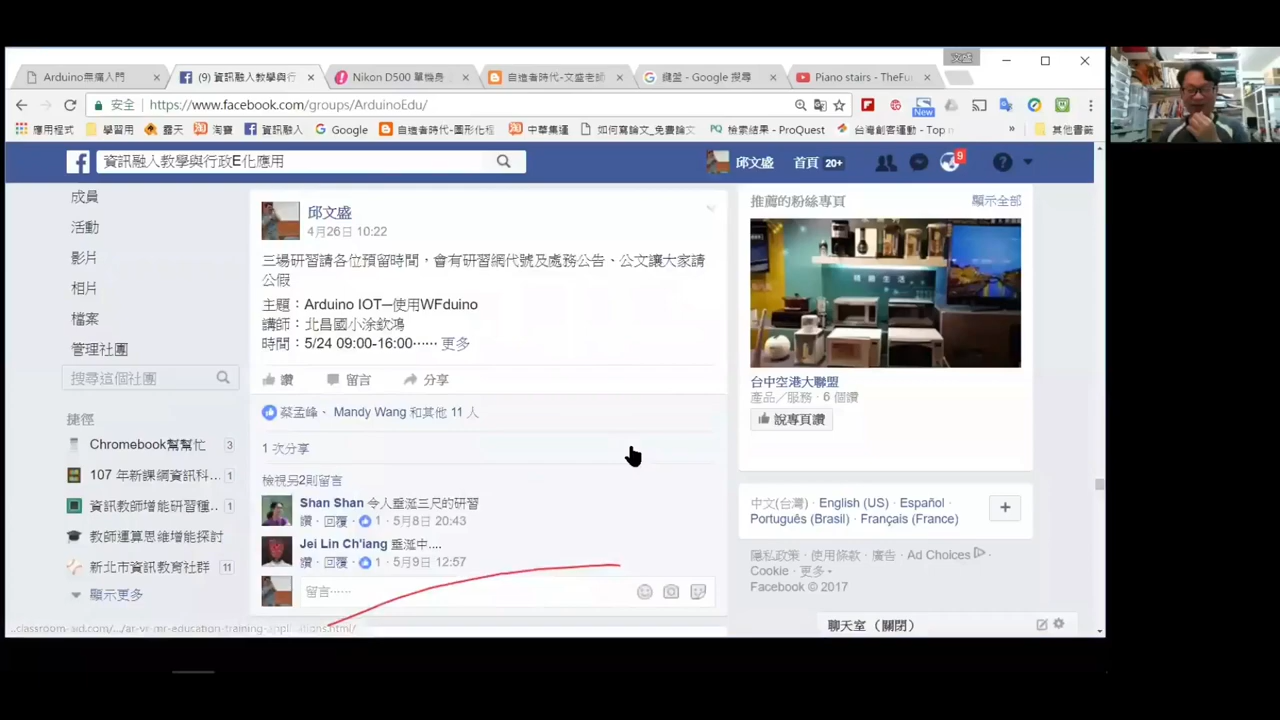 文盛
Arduino無痛入門
(9) 資訊融入教學與行
Nikon D500 單機身
自造者時代-文盛老師
鍵盤 - Google 搜尋
Piano stairs - TheFu
安全 https://www.facebook.com/groups/ArduinoEdu/
New
應用程式 學習用 露天 淘寶 資訊融入 Google 自造者時代-圖形化程 中華集運 如何寫論文_免費論文 檢索結果 - ProQuest 台灣創客運動 - Top n » 其他書籤
資訊融入教學與行政E化應用
邱文盛 首頁 20+ 9
成員
活動
影片
相片
檔案
管理社團
搜尋這個社團
捷徑
Chromebook幫幫忙 3
107 年新課綱資訊科... 1
資訊教師增能研習種... 1
教師運算思維增能探討
新北市資訊教育社群 11
顯示更多
邱文盛
4月26日 10:22
三場研習請各位預留時間，會有研習網代號及處務公告、公文讓大家請
公假
主題：Arduino IOT─使用WFduino
講師：北昌國小涂欽鴻
時間：5/24 09:00-16:00…… 更多
讚 留言 分享
蔡孟峰、 Mandy Wang 和其他 11 人
1 次分享
檢視另2則留言
Shan Shan 令人垂涎三尺的研習
讚 · 回覆 · 1 · 5月8日 20:43
Jei Lin Ch'iang 垂涎中....
讚 · 回覆 · 1 · 5月9日 12:57
留言……
推薦的粉絲專頁 顯示全部
台中空港大聯盟
產品／服務 · 6 個讚
說專頁讚
中文(台灣) · English (US) · Español ·
Português (Brasil) · Français (France)
隱私政策 · 使用條款 · 廣告 · Ad Choices ·
Cookie · 更多
Facebook © 2017
聊天室（關閉）